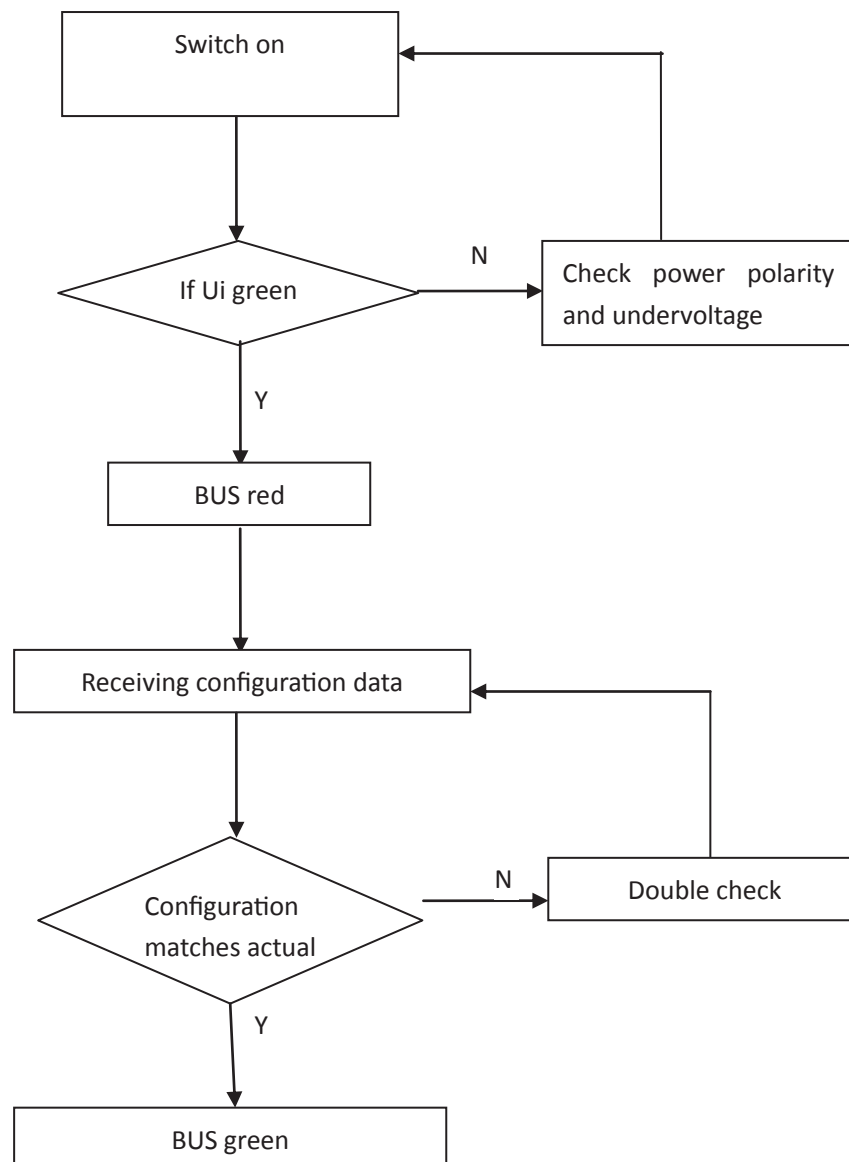 Switch on
If Ui green
N
Check power polarity
and undervoltage
Y
BUS red
Receiving configuration data
Configuration
matches actual
N
Double check
Y
BUS green